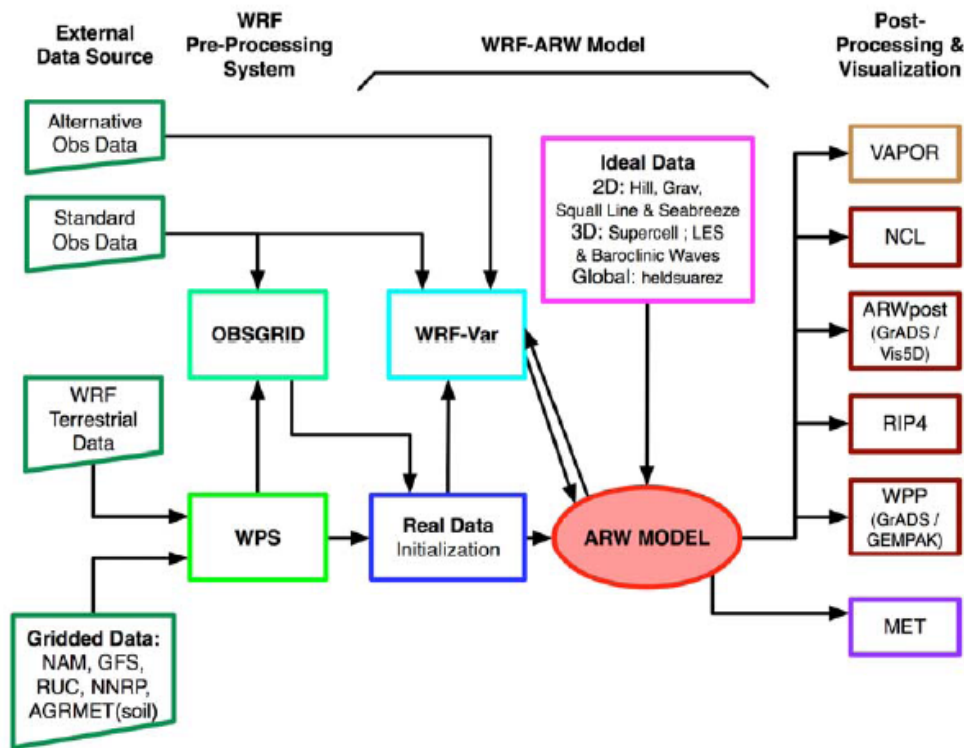 External
Data Source
WRF
Pre-Processing
System
WRF-ARW Model
Post-
Processing &
Visualization
Alternative
Obs Data
Standard
Obs Data
WRF
Terrestrial
Data
Gridded Data:
NAM, GFS,
RUC, NNRP,
AGRMET(soil)
OBSGRID
WPS
WRF-Var
Real Data
Initialization
Ideal Data
2D: Hill, Grav,
Squall Line & Seabreeze
3D: Supercell ; LES
& Baroclinic Waves
Global: heldsuarez
ARW MODEL
VAPOR
NCL
ARWpost
(GrADS /
Vis5D)
RIP4
WPP
(GrADS /
GEMPAK)
MET